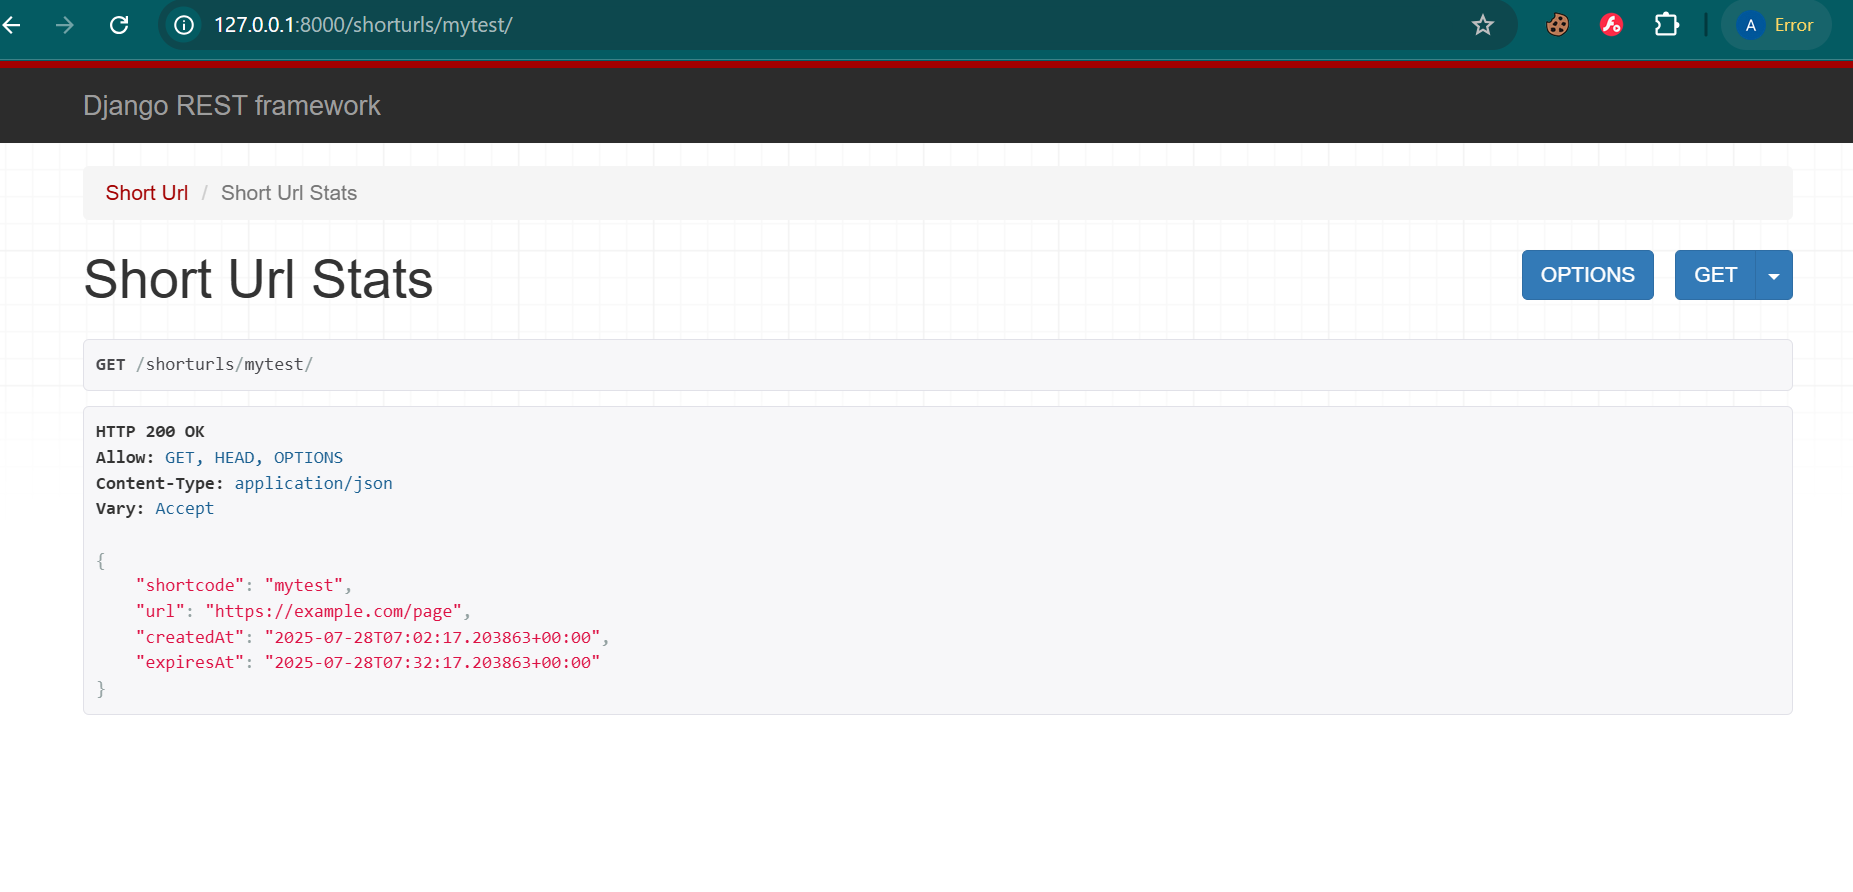 127.0.0.1:8000/shorturls/mytest/
A Error
Django REST framework
Short Url / Short Url Stats
Short Url Stats
OPTIONS GET
GET /shorturls/mytest/
HTTP 200 OK
Allow: GET, HEAD, OPTIONS
Content-Type: application/json
Vary: Accept
{
    "shortcode": "mytest",
    "url": "https://example.com/page",
    "createdAt": "2025-07-28T07:02:17.203863+00:00",
    "expiresAt": "2025-07-28T07:32:17.203863+00:00"
}